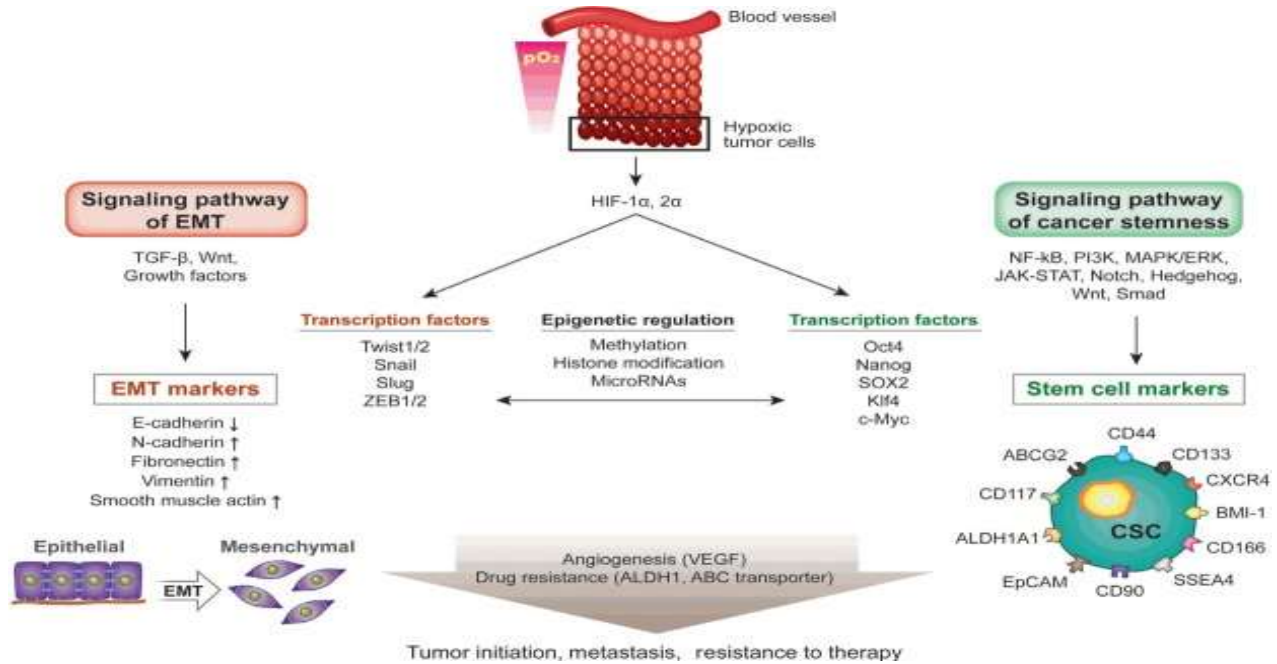 Blood vessel
pO₂
Hypoxic
tumor cells
HIF-1α, 2α
Signaling pathway
of EMT
TGF-β, Wnt,
Growth factors
EMT markers
E-cadherin ↓
N-cadherin ↑
Fibronectin ↑
Vimentin ↑
Smooth muscle actin ↑
Epithelial
Mesenchymal
EMT
Transcription factors
Twist1/2
Snail
Slug
ZEB1/2
Epigenetic regulation
Methylation
Histone modification
MicroRNAs
Transcription factors
Oct4
Nanog
SOX2
Klf4
c-Myc
Signaling pathway
of cancer stemness
NF-kB, PI3K, MAPK/ERK,
JAK-STAT, Notch, Hedgehog,
Wnt, Smad
Stem cell markers
CD44
ABCG2
CD133
CXCR4
CD117
BMI-1
CSC
ALDH1A1
CD166
EpCAM
SSEA4
CD90
Angiogenesis (VEGF)
Drug resistance (ALDH1, ABC transporter)
Tumor initiation, metastasis, resistance to therapy